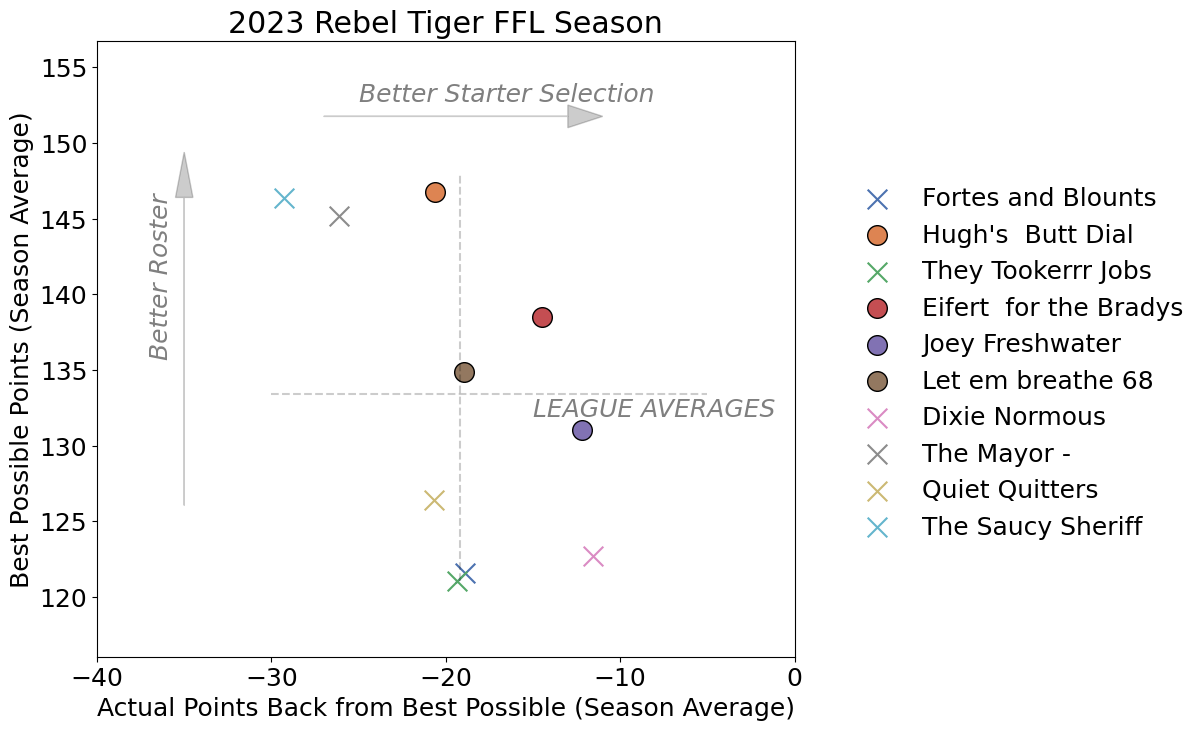 2023 Rebel Tiger FFL Season
Best Possible Points (Season Average)
155
150
145
140
135
130
125
120
Better Starter Selection
Better Roster
LEAGUE AVERAGES
−40
−30
−20
−10
0
Actual Points Back from Best Possible (Season Average)
Fortes and Blounts
Hugh's  Butt Dial
They Tookerrr Jobs
Eifert  for the Bradys
Joey Freshwater
Let em breathe 68
Dixie Normous
The Mayor -
Quiet Quitters
The Saucy Sheriff